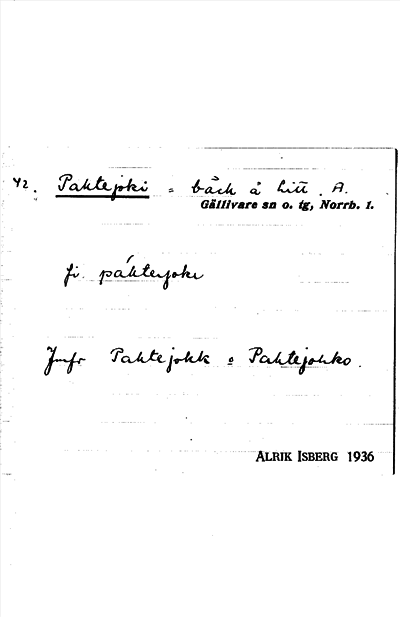 42. Paktejoki = bäck å litt. A.
Gällivare sn o. tg, Norrb. l.
fi. páktejoki
Jmfr Paktejokk o Paktejokko.
ALRIK ISBERG 1936